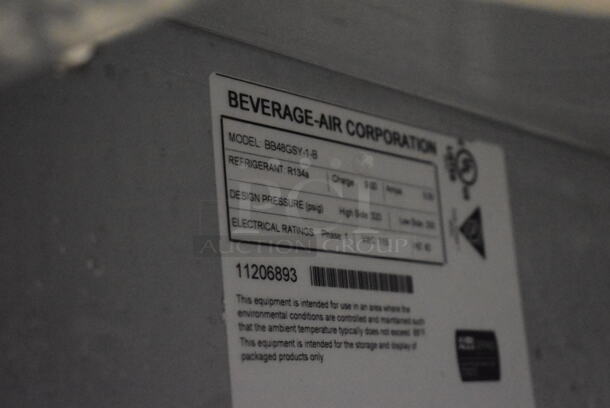 BEVERAGE-AIR CORPORATION
MODEL: BB48GSY-1-B
REFRIGERANT: R134a Charge Amps
DESIGN PRESSURE (psig) High Side: 320 Low Side:
ELECTRICAL RATINGS: Phase
AUCTION GROUP
11206893
This equipment is intended for use in an area where the
environmental conditions are controlled and maintained such
that the ambient temperature typically does not exceed
This equipment is intended for the storage and display of
packaged products only